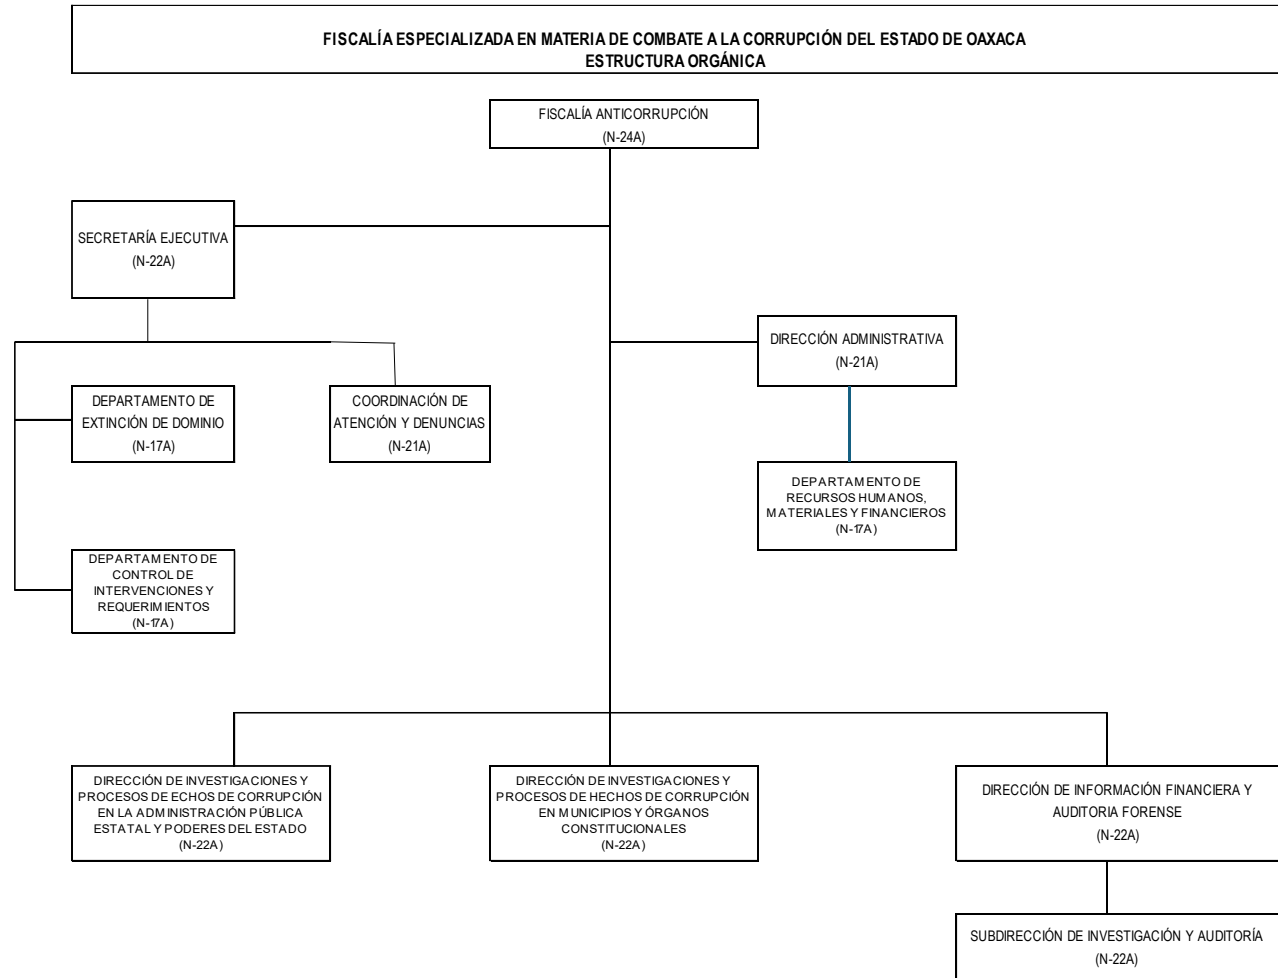 FISCALÍA ESPECIALIZADA EN MATERIA DE COMBATE A LA CORRUPCIÓN DEL ESTADO DE OAXACA
ESTRUCTURA ORGÁNICA
FISCALÍA ANTICORRUPCIÓN
(N-24A)
SECRETARÍA EJECUTIVA
(N-22A)
DIRECCIÓN ADMINISTRATIVA
(N-21A)
DEPARTAMENTO DE
EXTINCIÓN DE DOMINIO
(N-17A)
COORDINACIÓN DE
ATENCIÓN Y DENUNCIAS
(N-21A)
DEPARTAMENTO DE
RECURSOS HUMANOS,
MATERIALES Y FINANCIEROS
(N-17A)
DEPARTAMENTO DE
CONTROL DE
INTERVENCIONES Y
REQUERIMIENTOS
(N-17A)
DIRECCIÓN DE INVESTIGACIONES Y
PROCESOS DE ECHOS DE CORRUPCIÓN
EN LA ADMINISTRACIÓN PÚBLICA
ESTATAL Y PODERES DEL ESTADO
(N-22A)
DIRECCIÓN DE INVESTIGACIONES Y
PROCESOS DE HECHOS DE CORRUPCIÓN
EN MUNICIPIOS Y ÓRGANOS
CONSTITUCIONALES
(N-22A)
DIRECCIÓN DE INFORMACIÓN FINANCIERA Y
AUDITORIA FORENSE
(N-22A)
SUBDIRECCIÓN DE INVESTIGACIÓN Y AUDITORÍA
(N-22A)